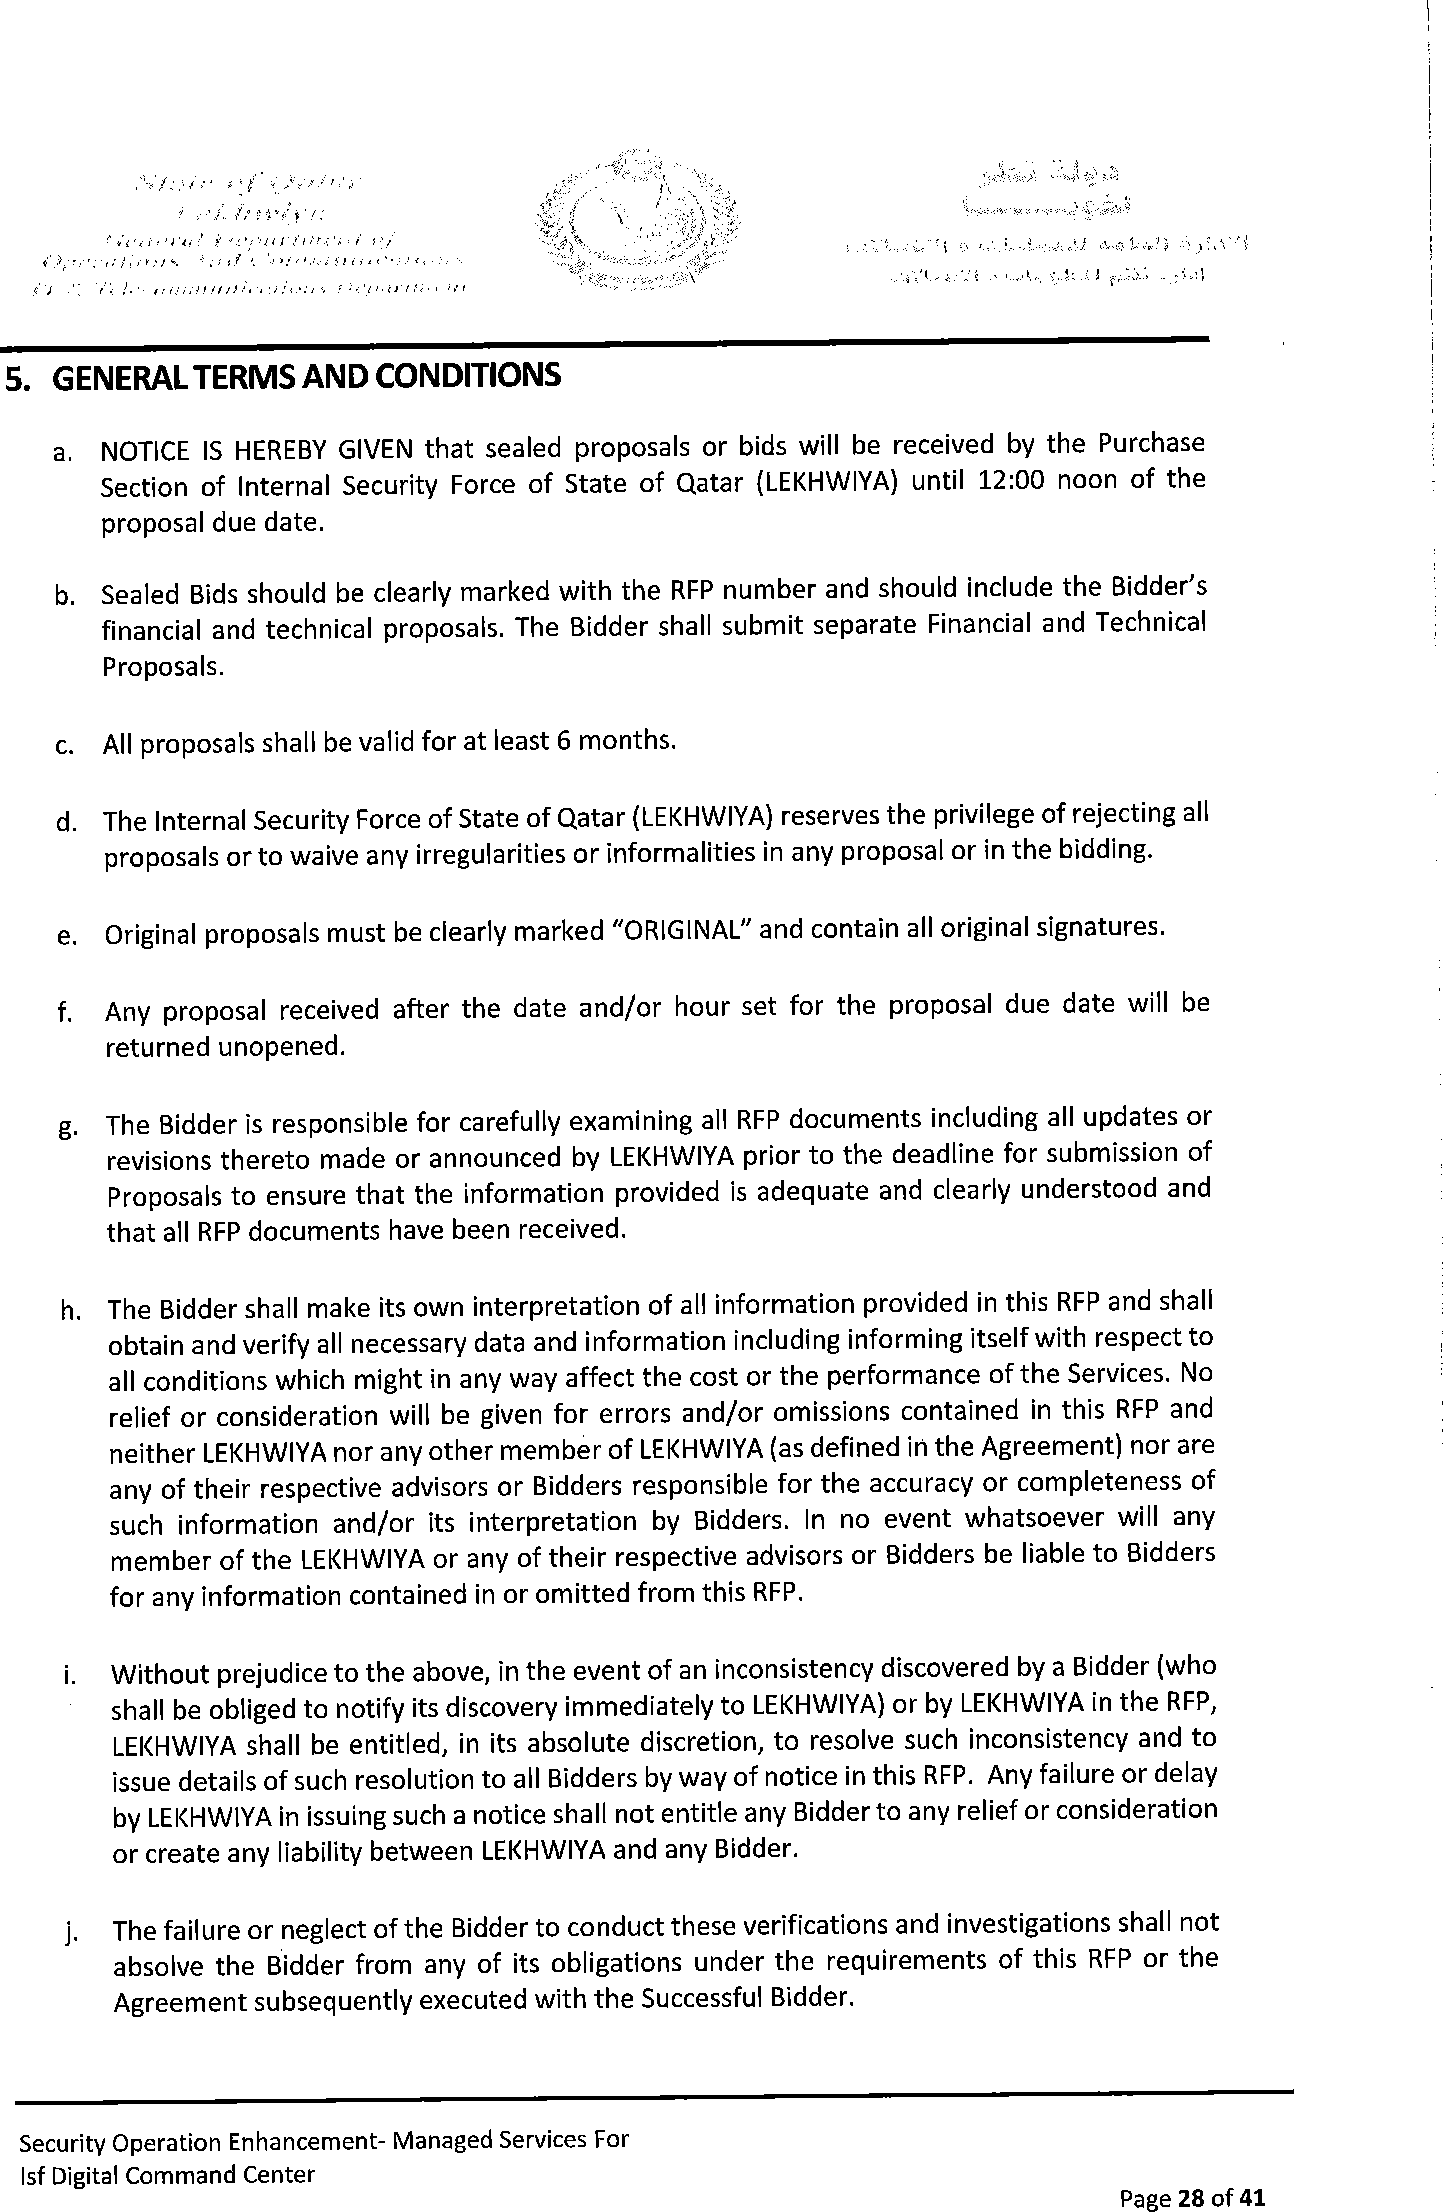 State of Qatar
Lekhwiya
General Department of
Operations And Communications
IT & Telecommunications Department
دولة قطر
لخويا
5. GENERAL TERMS AND CONDITIONS
a. NOTICE IS HEREBY GIVEN that sealed proposals or bids will be received by the Purchase
Section of Internal Security Force of State of Qatar (LEKHWIYA) until 12:00 noon of the
proposal due date.
b. Sealed Bids should be clearly marked with the RFP number and should include the Bidder's
financial and technical proposals. The Bidder shall submit separate Financial and Technical
Proposals.
c. All proposals shall be valid for at least 6 months.
d. The Internal Security Force of State of Qatar (LEKHWIYA) reserves the privilege of rejecting all
proposals or to waive any irregularities or informalities in any proposal or in the bidding.
e. Original proposals must be clearly marked "ORIGINAL" and contain all original signatures.
f. Any proposal received after the date and/or hour set for the proposal due date will be
returned unopened.
g. The Bidder is responsible for carefully examining all RFP documents including all updates or
revisions thereto made or announced by LEKHWIYA prior to the deadline for submission of
Proposals to ensure that the information provided is adequate and clearly understood and
that all RFP documents have been received.
h. The Bidder shall make its own interpretation of all information provided in this RFP and shall
obtain and verify all necessary data and information including informing itself with respect to
all conditions which might in any way affect the cost or the performance of the Services. No
relief or consideration will be given for errors and/or omissions contained in this RFP and
neither LEKHWIYA nor any other member of LEKHWIYA (as defined in the Agreement) nor are
any of their respective advisors or Bidders responsible for the accuracy or completeness of
such information and/or its interpretation by Bidders. In no event whatsoever will any
member of the LEKHWIYA or any of their respective advisors or Bidders be liable to Bidders
for any information contained in or omitted from this RFP.
i. Without prejudice to the above, in the event of an inconsistency discovered by a Bidder (who
shall be obliged to notify its discovery immediately to LEKHWIYA) or by LEKHWIYA in the RFP,
LEKHWIYA shall be entitled, in its absolute discretion, to resolve such inconsistency and to
issue details of such resolution to all Bidders by way of notice in this RFP. Any failure or delay
by LEKHWIYA in issuing such a notice shall not entitle any Bidder to any relief or consideration
or create any liability between LEKHWIYA and any Bidder.
j. The failure or neglect of the Bidder to conduct these verifications and investigations shall not
absolve the Bidder from any of its obligations under the requirements of this RFP or the
Agreement subsequently executed with the Successful Bidder.
Security Operation Enhancement- Managed Services For
Isf Digital Command Center
Page 28 of 41